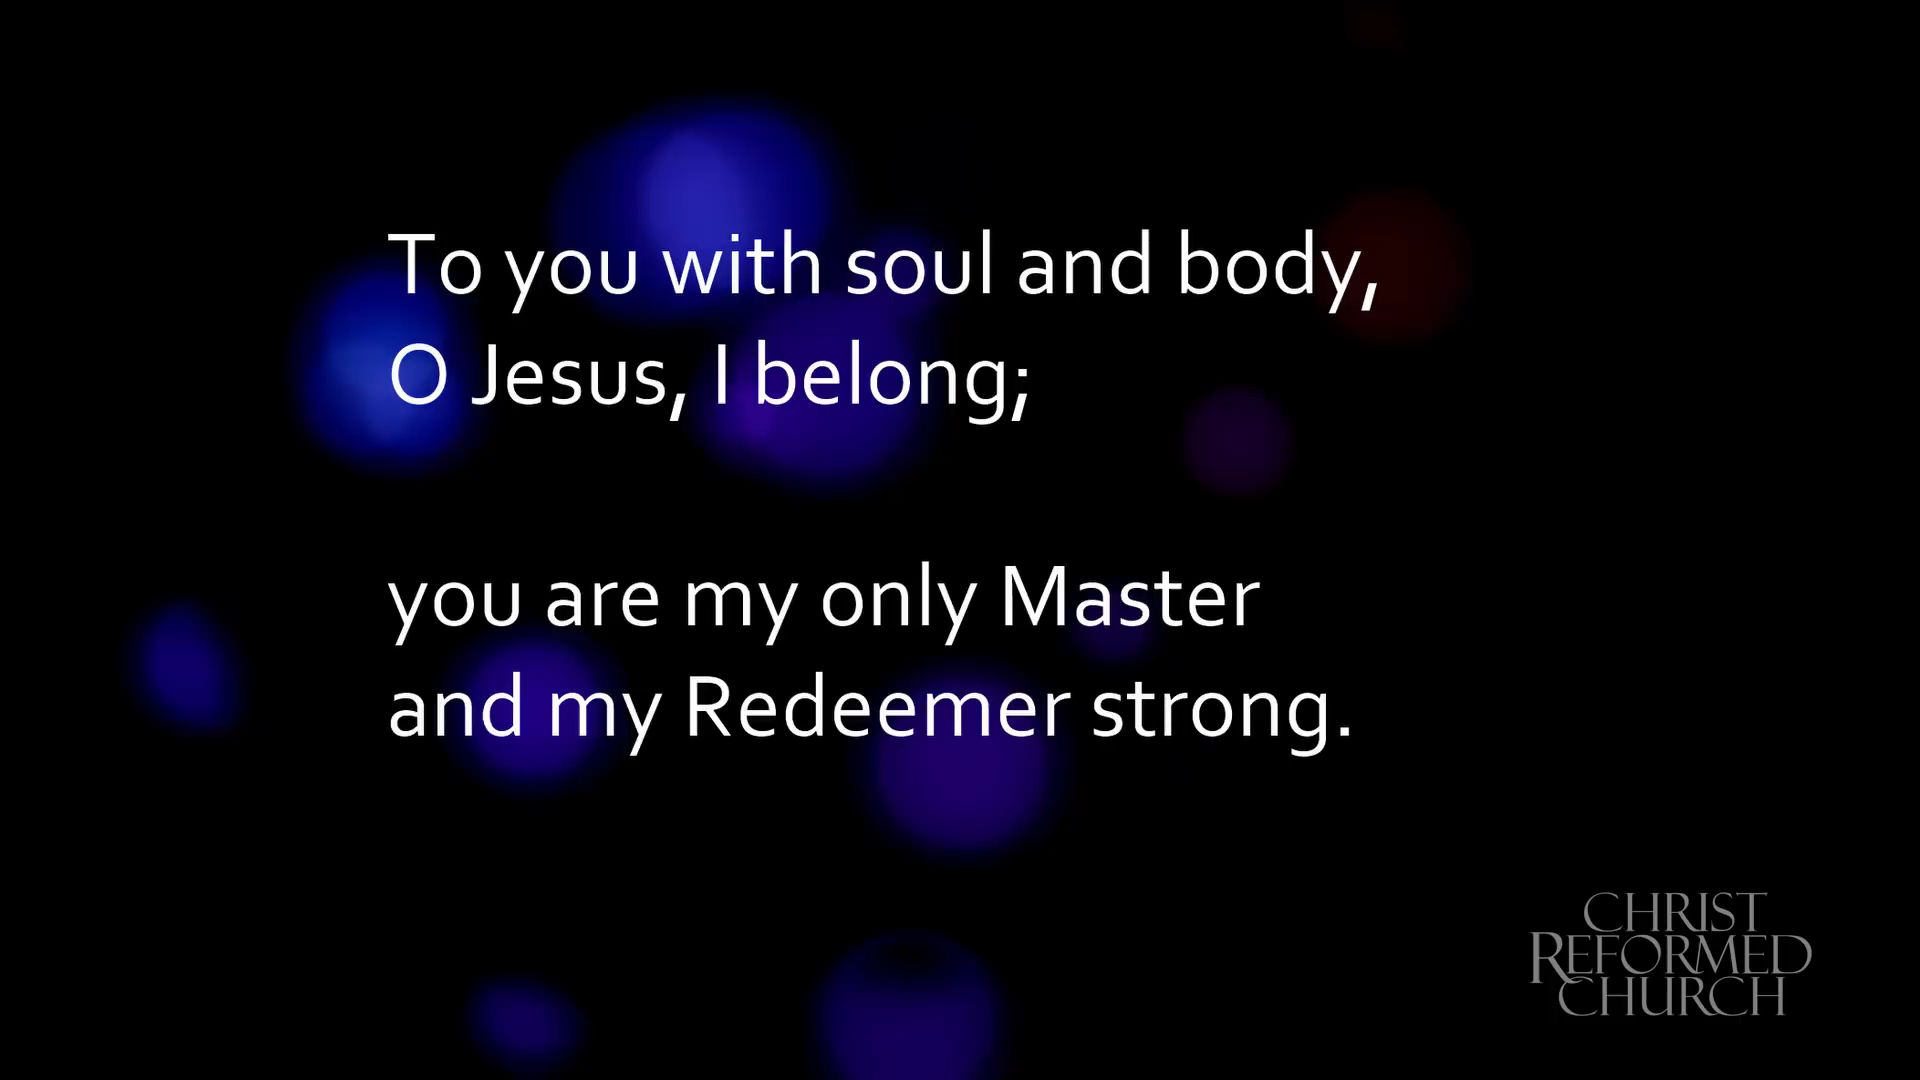 To you with soul and body,
O Jesus, I belong;
you are my only Master
and my Redeemer strong.
CHRIST
REFORMED
CHURCH